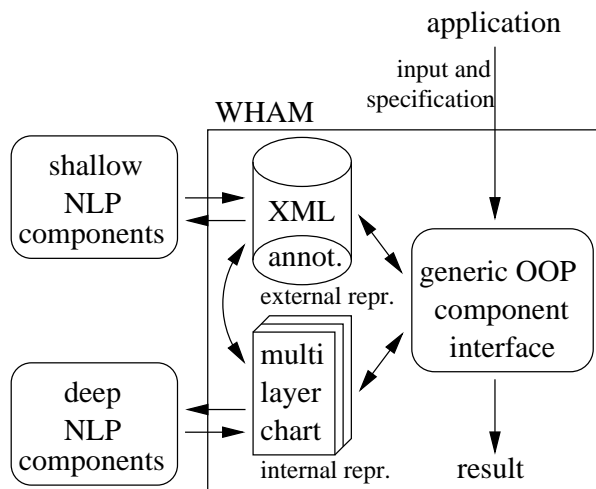 application
input and
specification
WHAM
shallow
NLP
components
XML
annot.
external repr.
generic OOP
component
interface
multi
layer
chart
internal repr.
deep
NLP
components
result